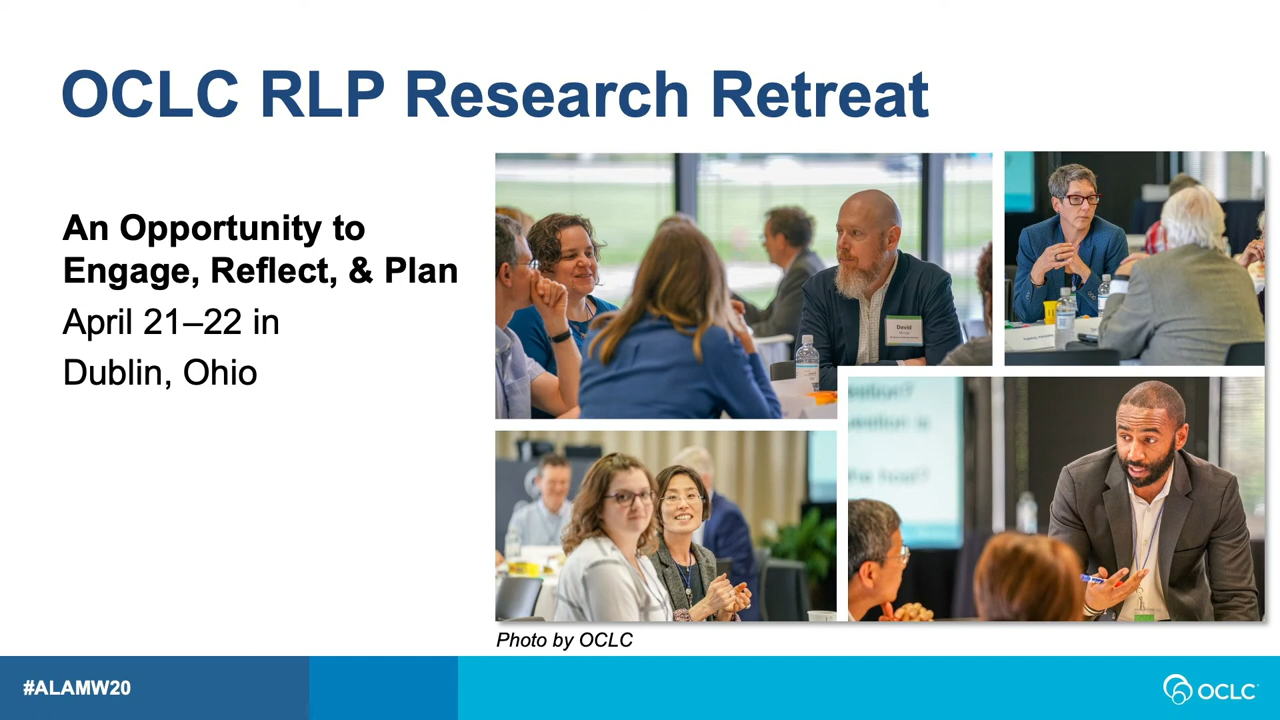 OCLC RLP Research Retreat
An Opportunity to
Engage, Reflect, & Plan
April 21–22 in
Dublin, Ohio
David
Photo by OCLC
#ALAMW20
OCLC